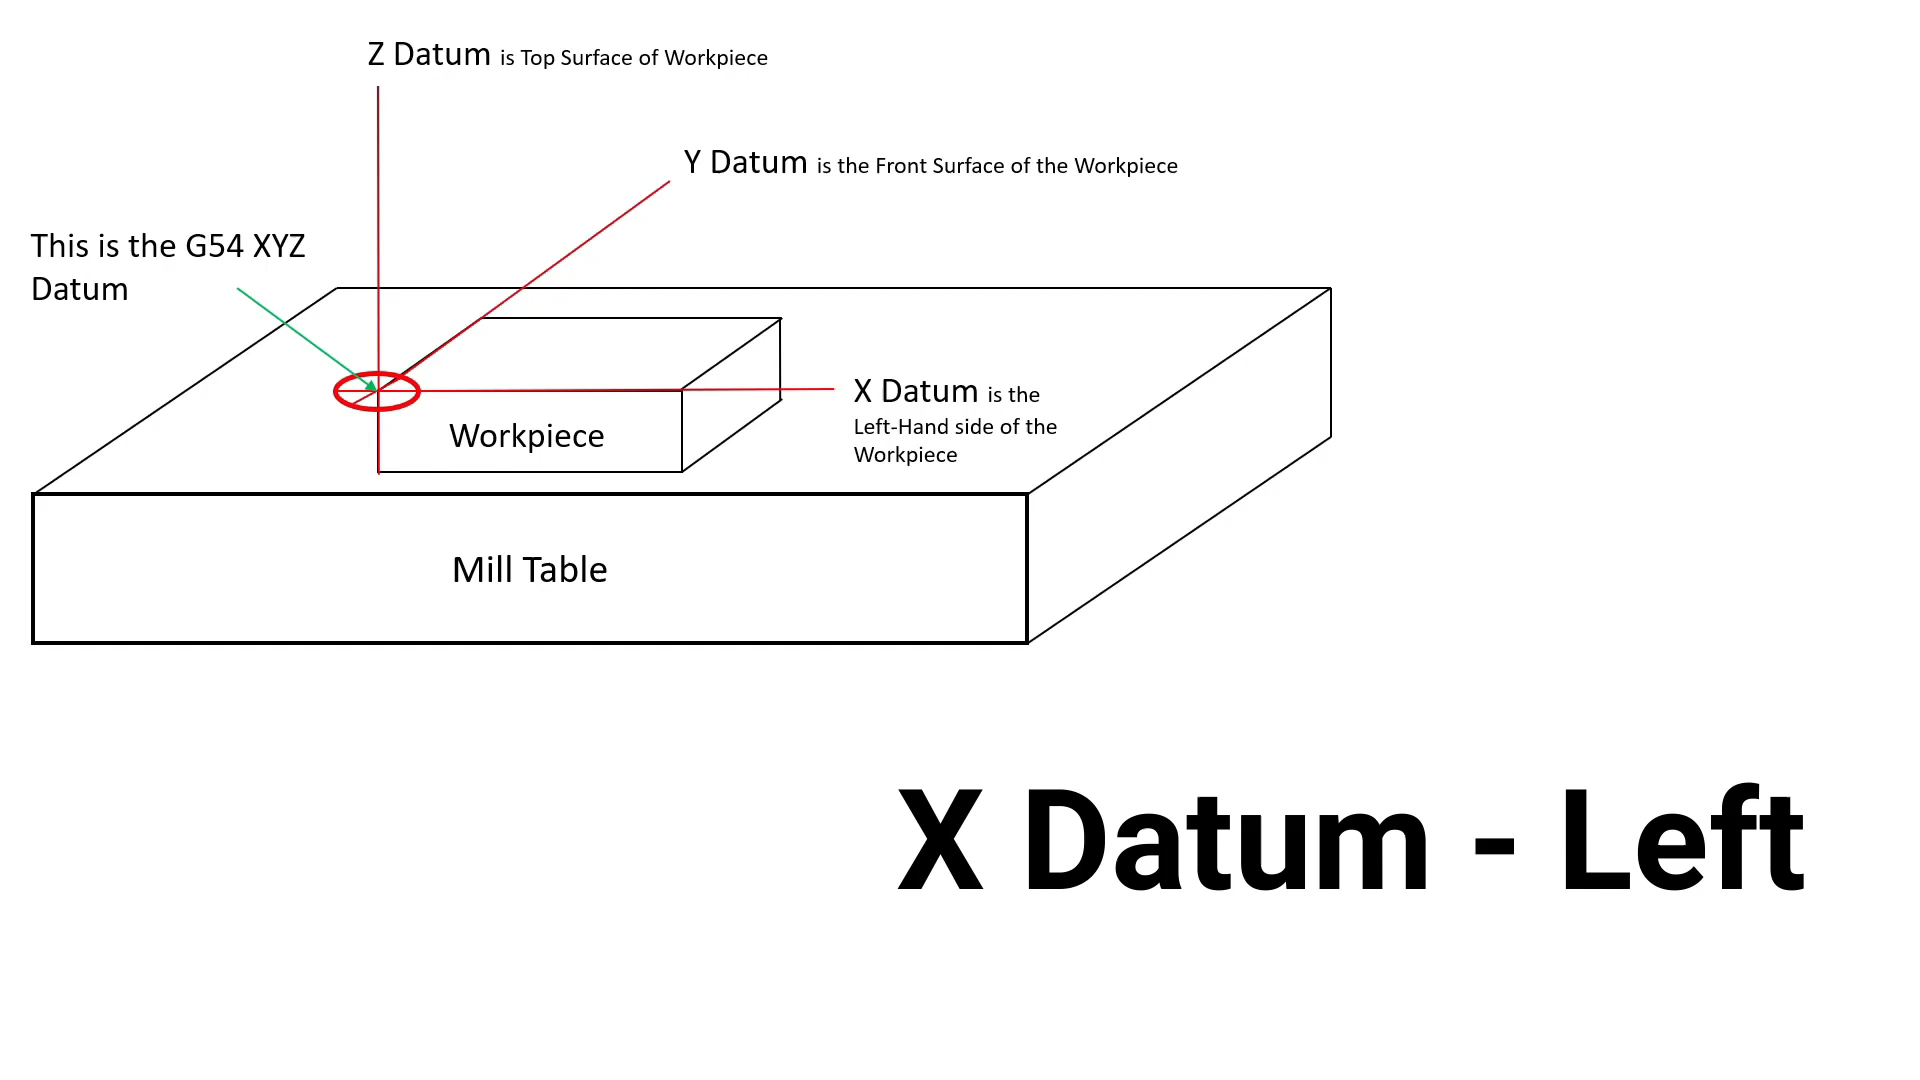 Z Datum is Top Surface of Workpiece
Y Datum is the Front Surface of the Workpiece
This is the G54 XYZ
Datum
X Datum is the
Left-Hand side of the
Workpiece
Workpiece
Mill Table
X Datum - Left